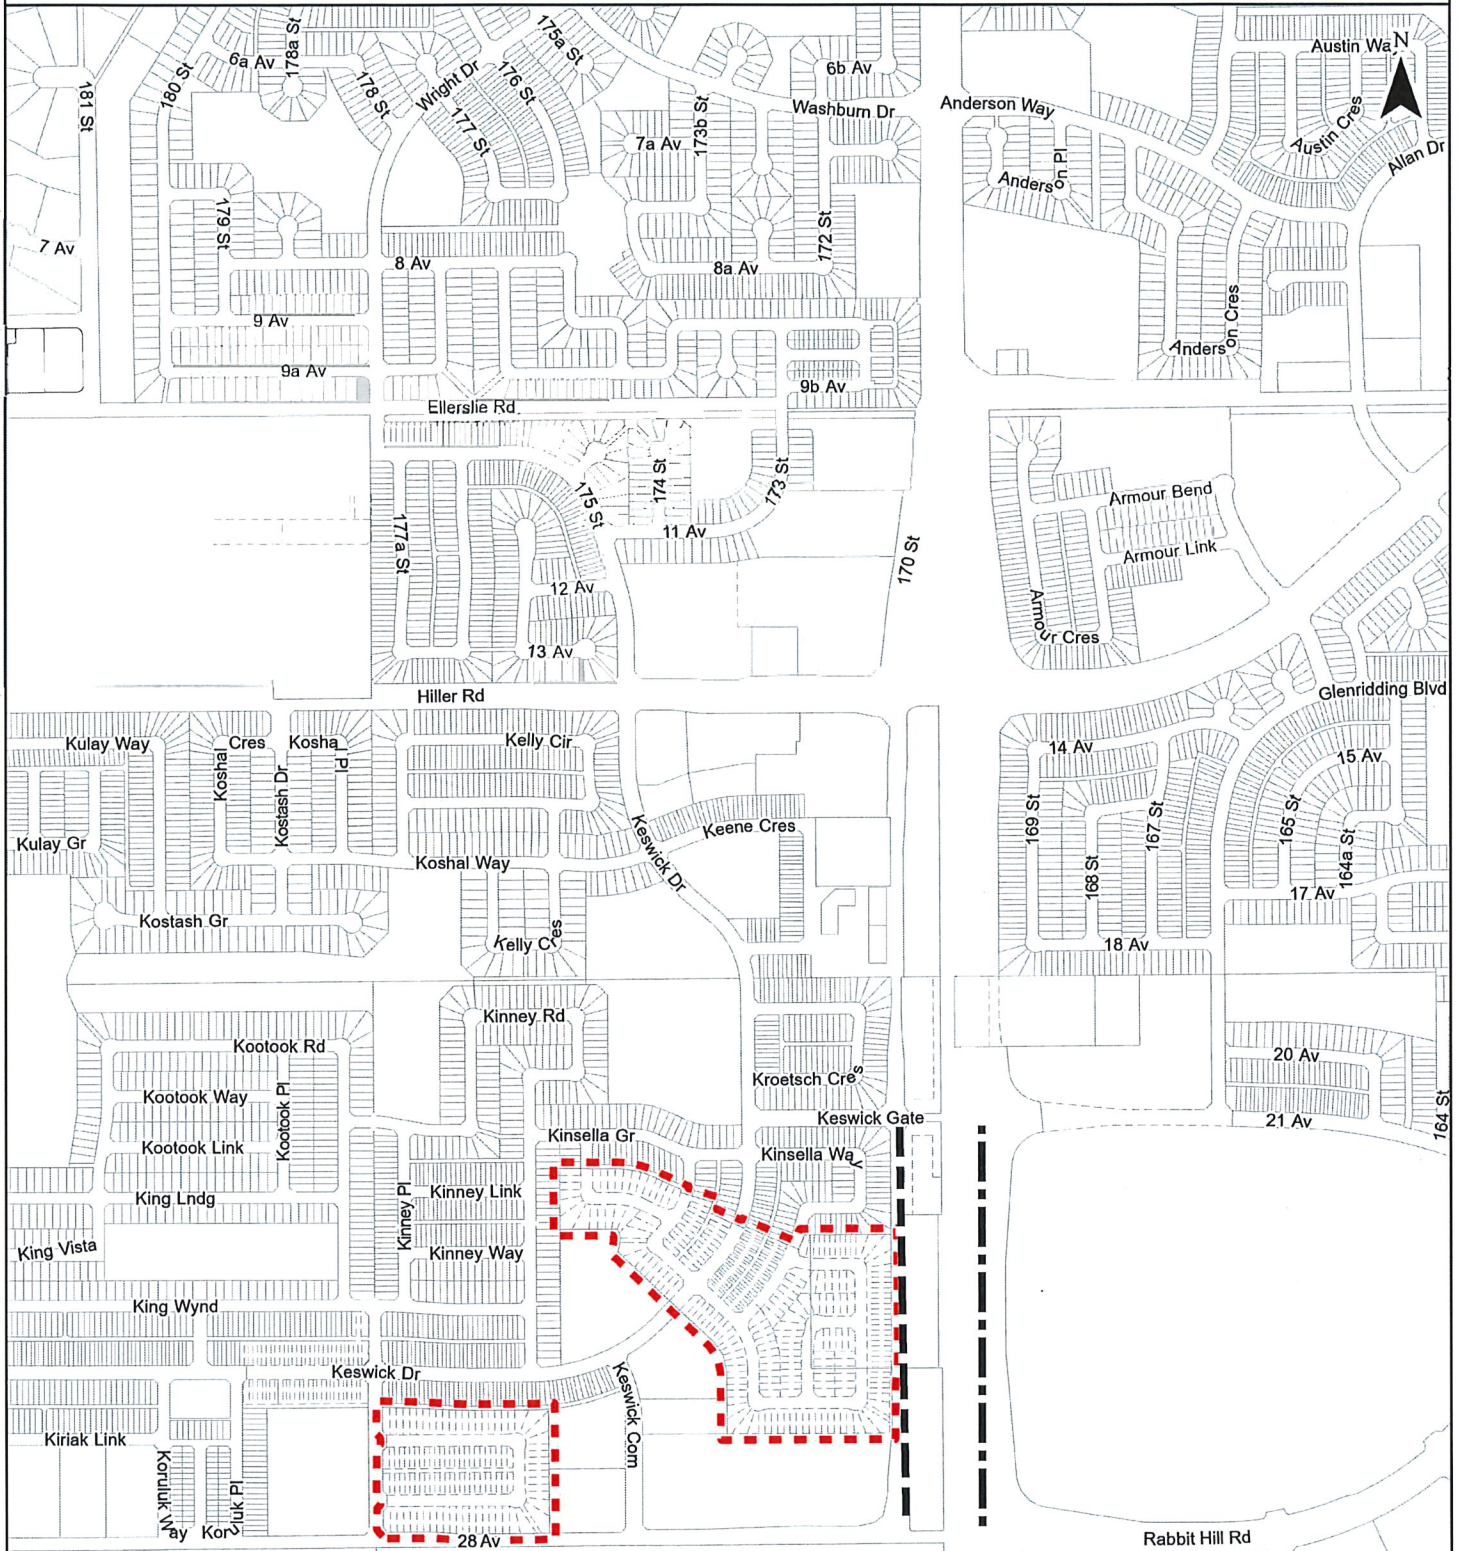 175a St
Austin Way
N
178a St
6a Av
6b Av
180 St
178 St
Wright Dr
176 St
181 St
Washburn Dr
Anderson Way
173b St
Austin Cres
177 St
7a Av
Allan Dr
Anderson Pl
179 St
172 St
7 Av
8 Av
8a Av
9 Av
Anderson Cres
9a Av
9b Av
Ellerslie Rd
174 St
173 St
175 St
Armour Bend
177a St
11 Av
Armour Link
170 St
12 Av
Armour Cres
13 Av
Hiller Rd
Glenridding Blvd
Kulay Way
Koshal Cres
Koshal Pl
Kelly Cir
14 Av
15 Av
Kostash Dr
169 St
167 St
165 St
Keene Cres
Kulay Gr
Keswick Dr
164a St
Koshal Way
168 St
17 Av
Kostash Gr
Kelly Cres
18 Av
Kinney Rd
Kootook Rd
20 Av
Kroetsch Cres
Kootook Way
Kootook Pl
164 St
Keswick Gate
21 Av
Kinsella Gr
Kootook Link
Kinsella Way
Kinney Link
King Lndg
Kinney Pl
King Vista
Kinney Way
King Wynd
Keswick Dr
Keswick Com
Kiriak Link
Koruluk Way
Koruluk Pl
28 Av
Rabbit Hill Rd